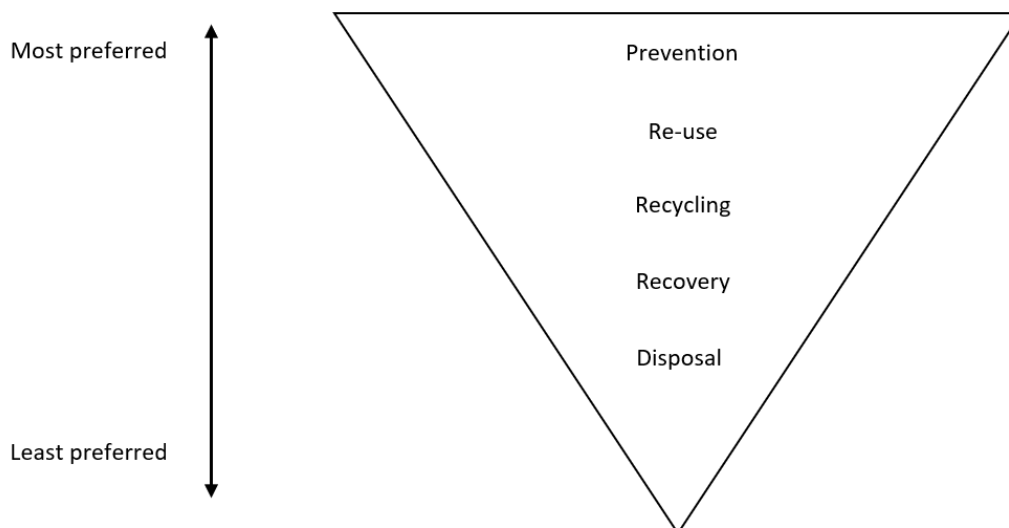 Most preferred
Prevention
Re-use
Recycling
Recovery
Disposal
Least preferred